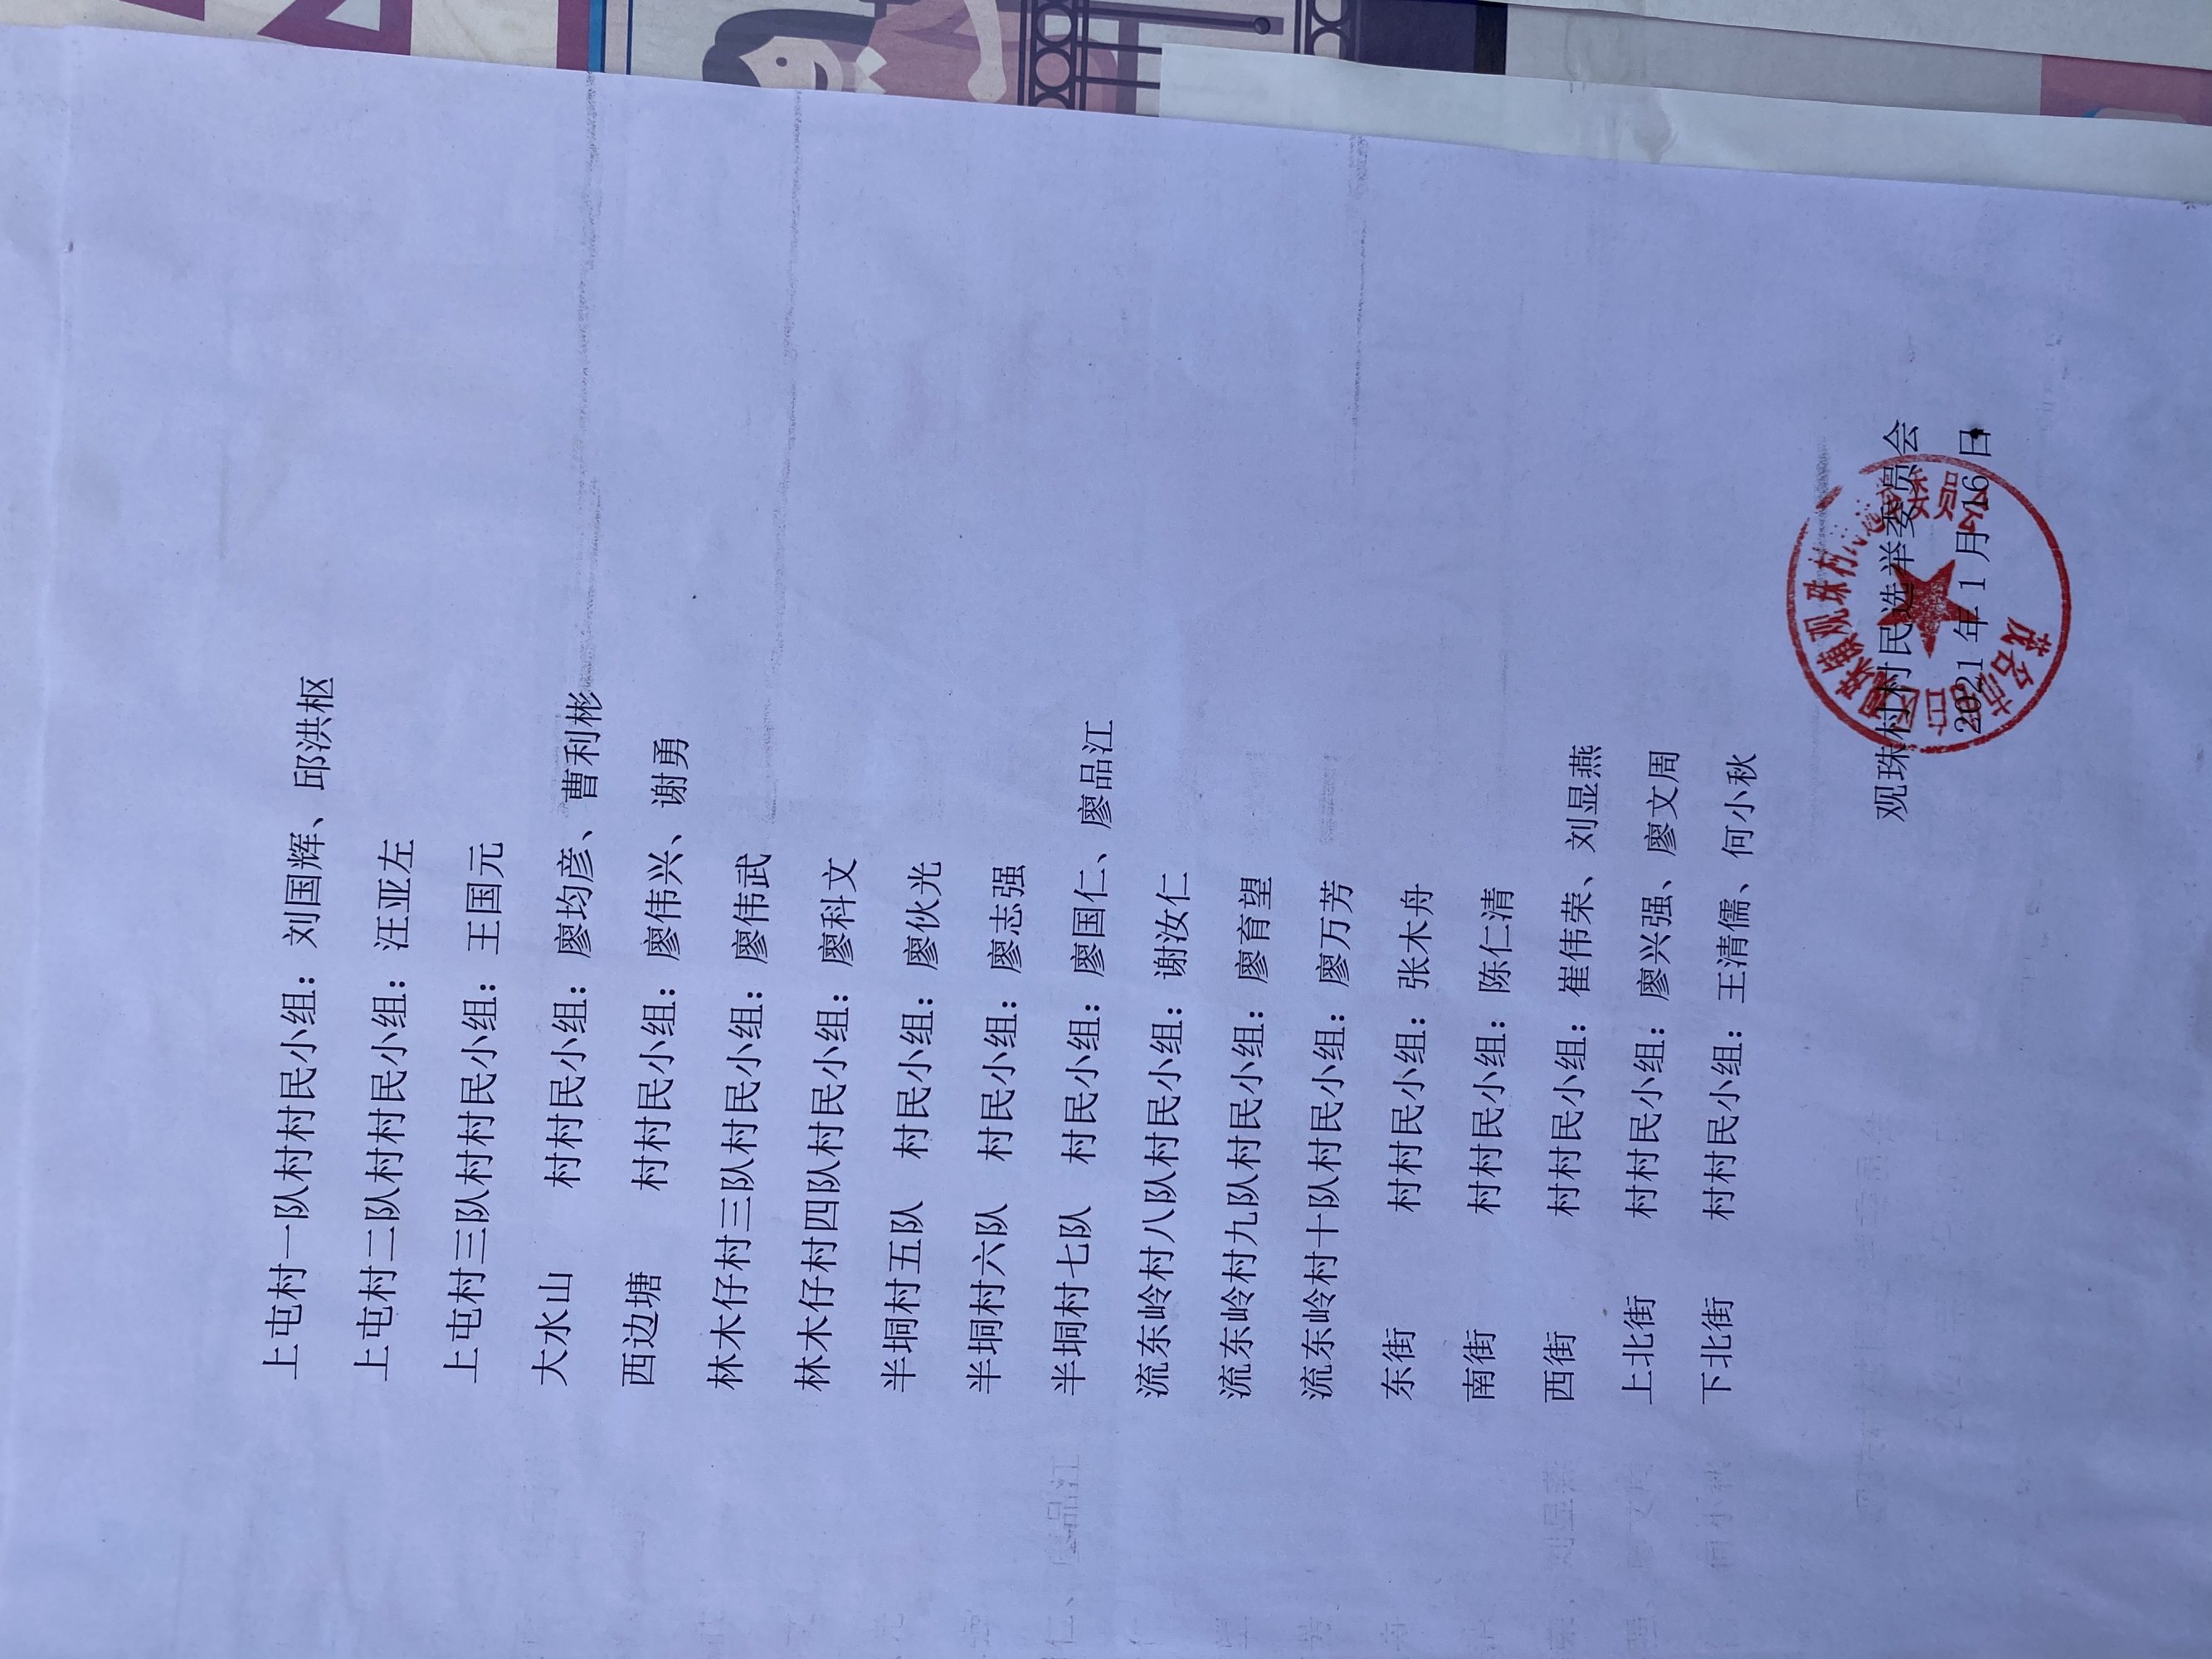 上屯村一队村村民小组：刘国辉、邱洪枢
上屯村二队村村民小组：汪亚左
上屯村三队村村民小组：王国元
大水山 村村民小组：廖均彦、曹利彬
西边塘 村村民小组：廖伟兴、谢勇
林木仔村三队村民小组：廖伟武
林木仔村四队村民小组：廖科文
半垌村五队 村民小组：廖伙光
半垌村六队 村民小组：廖志强
半垌村七队 村民小组：廖国仁、廖品江
流东岭村八队村民小组：谢汝仁
流东岭村九队村民小组：廖育望
流东岭村十队村民小组：廖万芳
东街 村村民小组：张木舟
南街 村村民小组：陈仁清
西街 村村民小组：崔伟荣、刘显燕
上北街 村村民小组：廖兴强、廖文周
下北街 村村民小组：王清儒、何小秋
观珠村村民选举委员会
2021年1月16日
茂名市
观珠镇观珠村